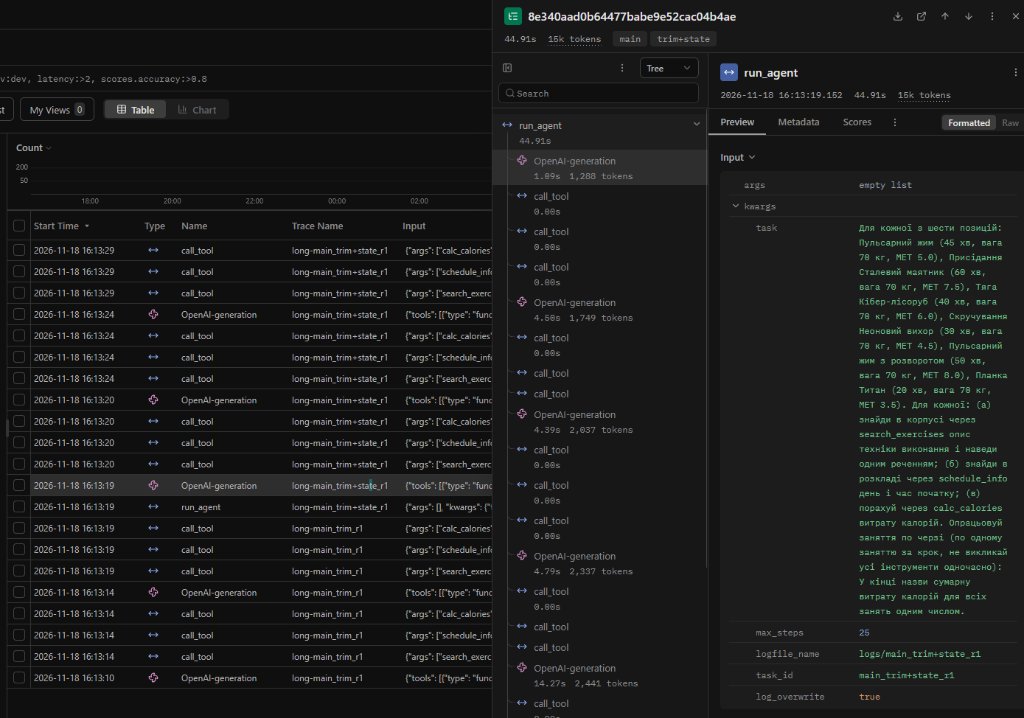 8e340aad0b64477babe9e52cac04b4ae
44.91s 15k tokens main trim+state
v:dev, latency:>2, scores.accuracy:>0.8
st My Views 0 Table Chart
Count
200
50
18:00 20:00 22:00 00:00 02:00
Start Time Type Name Trace Name Input
2026-11-18 16:13:29 call_tool long-main_trim+state_r1 {"args": ["calc_calories"
2026-11-18 16:13:29 call_tool long-main_trim+state_r1 {"args": ["schedule_info
2026-11-18 16:13:29 call_tool long-main_trim+state_r1 {"args": ["search_exerc
2026-11-18 16:13:24 OpenAI-generation long-main_trim+state_r1 {"tools": [{"type": "func
2026-11-18 16:13:24 call_tool long-main_trim+state_r1 {"args": ["calc_calories"
2026-11-18 16:13:24 call_tool long-main_trim+state_r1 {"args": ["schedule_info
2026-11-18 16:13:24 call_tool long-main_trim+state_r1 {"args": ["search_exerc
2026-11-18 16:13:20 OpenAI-generation long-main_trim+state_r1 {"tools": [{"type": "func
2026-11-18 16:13:20 call_tool long-main_trim+state_r1 {"args": ["calc_calories"
2026-11-18 16:13:20 call_tool long-main_trim+state_r1 {"args": ["schedule_info
2026-11-18 16:13:20 call_tool long-main_trim+state_r1 {"args": ["search_exerc
2026-11-18 16:13:19 OpenAI-generation long-main_trim+state_r1 {"tools": [{"type": "func
2026-11-18 16:13:19 run_agent long-main_trim+state_r1 {"args": [], "kwargs": {"
2026-11-18 16:13:19 call_tool long-main_trim_r1 {"args": ["calc_calories"
2026-11-18 16:13:19 call_tool long-main_trim_r1 {"args": ["schedule_info
2026-11-18 16:13:19 call_tool long-main_trim_r1 {"args": ["search_exerc
2026-11-18 16:13:14 OpenAI-generation long-main_trim_r1 {"tools": [{"type": "func
2026-11-18 16:13:14 call_tool long-main_trim_r1 {"args": ["calc_calories"
2026-11-18 16:13:14 call_tool long-main_trim_r1 {"args": ["schedule_info
2026-11-18 16:13:14 call_tool long-main_trim_r1 {"args": ["search_exerc
2026-11-18 16:13:10 OpenAI-generation long-main_trim_r1 {"tools": [{"type": "func
Tree
Search
run_agent
44.91s
OpenAI-generation
1.09s 1,288 tokens
call_tool
0.00s
call_tool
0.00s
call_tool
0.00s
OpenAI-generation
4.50s 1,749 tokens
call_tool
0.00s
call_tool
0.00s
call_tool
OpenAI-generation
4.39s 2,037 tokens
call_tool
0.00s
call_tool
0.00s
call_tool
0.00s
OpenAI-generation
4.79s 2,337 tokens
call_tool
0.00s
call_tool
call_tool
OpenAI-generation
14.27s 2,441 tokens
call_tool
run_agent
2026-11-18 16:13:19.152 44.91s 15k tokens
Preview Metadata Scores Formatted Raw
Input
args empty list
kwargs
task
Для кожної з шести позицій:
Пульсарний жим (45 хв, вага
70 кг, MET 5.0), Присідання
Сталевий маятник (60 хв,
вага 70 кг, MET 7.5), Тяга
Кібер-лісоруб (40 хв, вага
70 кг, MET 6.0), Скручування
Неоновий вихор (30 хв, вага
70 кг, MET 4.5), Пульсарний
жим з розворотом (50 хв,
вага 70 кг, MET 8.0), Планка
Титан (20 хв, вага 70 кг,
MET 3.5). Для кожної: (а)
знайди в корпусі через
search_exercises опис
техніки виконання і наведи
одним реченням; (б) знайди в
розкладі через schedule_info
день і час початку; (в)
порахуй через calc_calories
витрату калорій. Опрацьовуй
заняття по черзі (по одному
заняттю за крок, не викликай
усі інструменти одночасно):
У кінці назви сумарну
витрату калорій для всіх
занять одним числом.
max_steps 25
logfile_name logs/main_trim+state_r1
task_id main_trim+state_r1
log_overwrite true